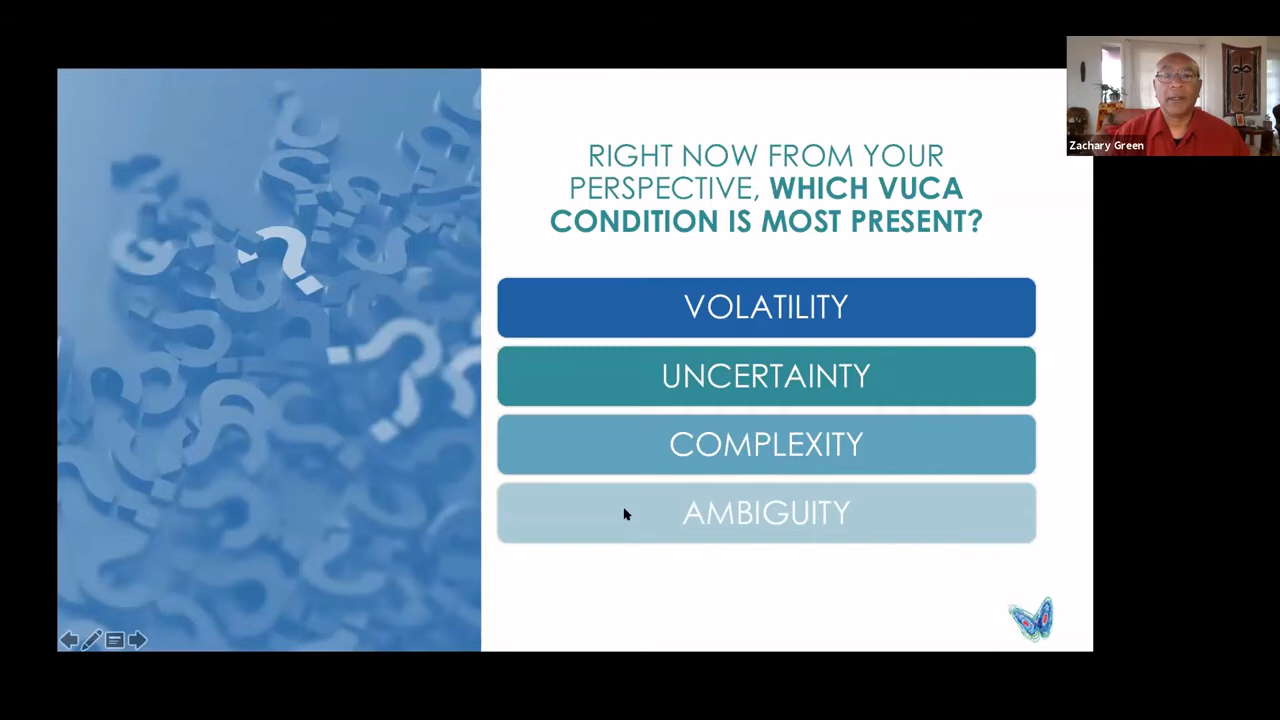 RIGHT NOW FROM YOUR
PERSPECTIVE, WHICH VUCA
CONDITION IS MOST PRESENT?
VOLATILITY
UNCERTAINTY
COMPLEXITY
AMBIGUITY
Zachary Green